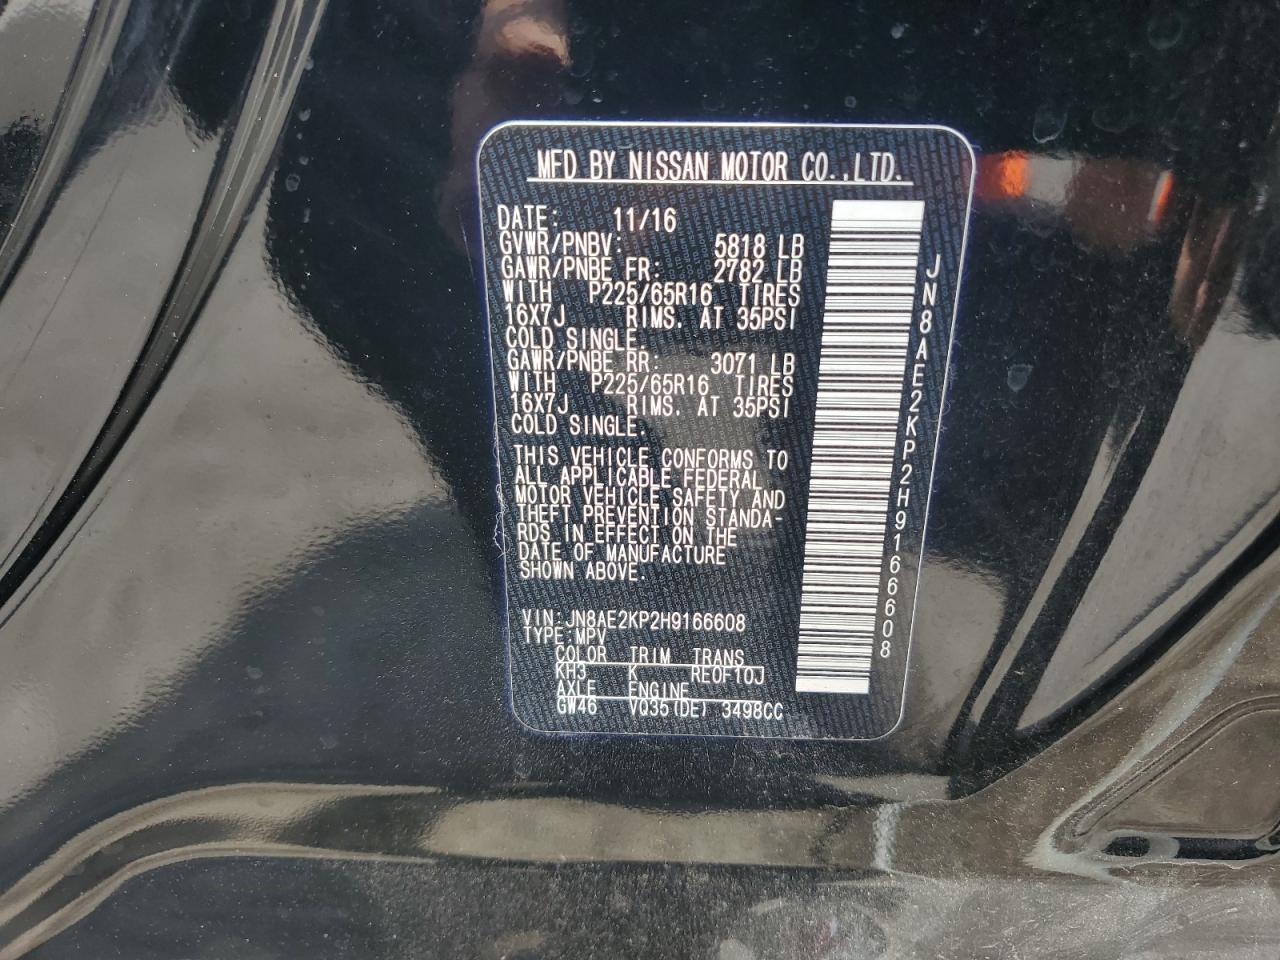 MFD BY NISSAN MOTOR CO.,LTD.
DATE: 11/16
GVWR/PNBV: 5818 LB
GAWR/PNBE FR: 2782 LB
WITH P225/65R16 TIRES
16X7J RIMS. AT 35PSI
COLD SINGLE.
GAWR/PNBE RR: 3071 LB
WITH P225/65R16 TIRES
16X7J RIMS. AT 35PSI
COLD SINGLE.
THIS VEHICLE CONFORMS TO
ALL APPLICABLE FEDERAL
MOTOR VEHICLE SAFETY AND
THEFT PREVENTION STANDA-
RDS IN EFFECT ON THE
DATE OF MANUFACTURE
SHOWN ABOVE.
VIN:JN8AE2KP2H9166608
TYPE:MPV
COLOR TRIM TRANS
KH3 K RE0F10J
AXLE ENGINE
GW46 VQ35(DE) 3498CC
JN8AE2KP2H9166608